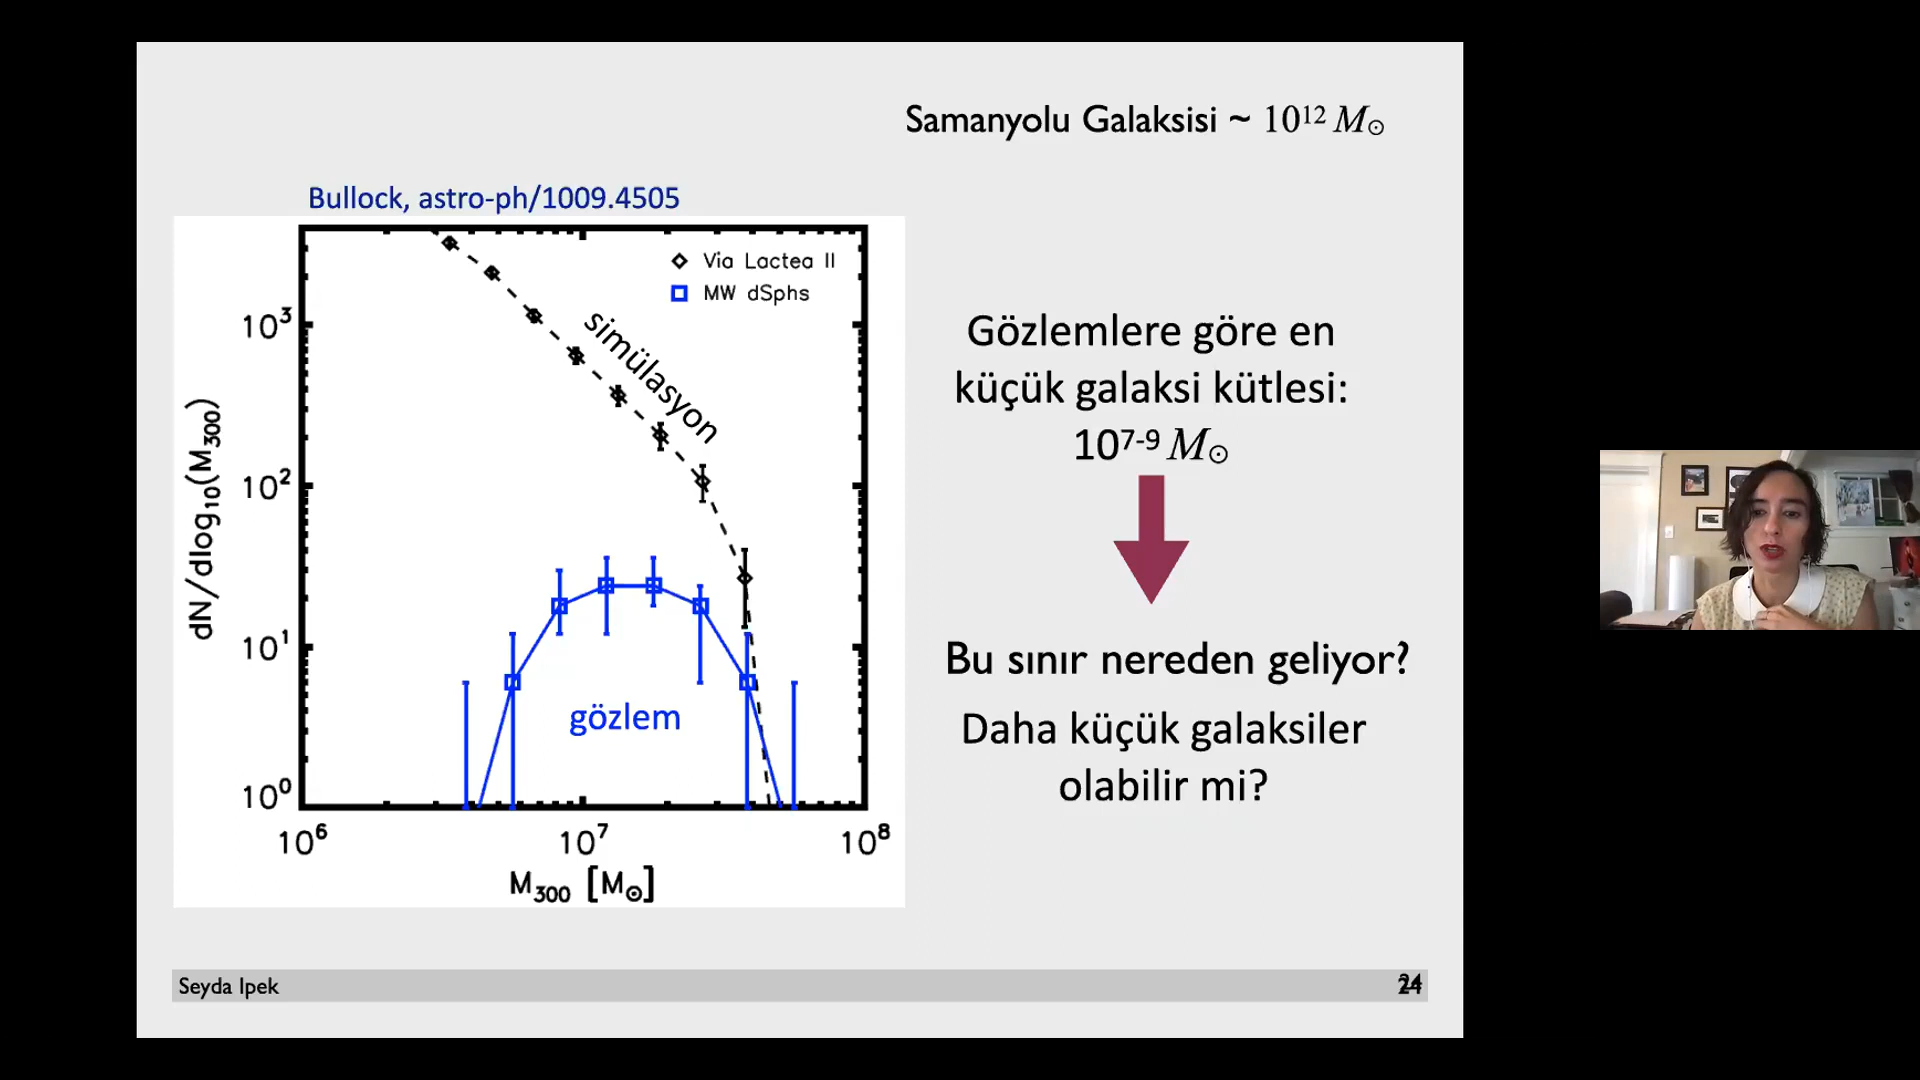 Samanyolu Galaksisi ~ 10¹² M⊙
Bullock, astro-ph/1009.4505
Via Lactea II
MW dSphs
simülasyon
gözlem
10³
10²
10¹
10⁰
dN/dlog₁₀(M₃₀₀)
10⁶ 10⁷ 10⁸
M₃₀₀ [M⊙]
Gözlemlere göre en
küçük galaksi kütlesi:
10⁷⁻⁹ M⊙
Bu sınır nereden geliyor?
Daha küçük galaksiler
olabilir mi?
Seyda Ipek
24